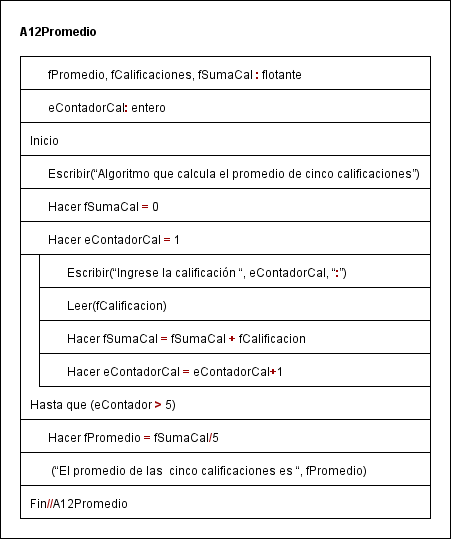 A12Promedio
fPromedio, fCalificaciones, fSumaCal : flotante
eContadorCal: entero
Inicio
Escribir(“Algoritmo que calcula el promedio de cinco calificaciones”)
Hacer fSumaCal = 0
Hacer eContadorCal = 1
Escribir(“Ingrese la calificación “, eContadorCal, “:”)
Leer(fCalificacion)
Hacer fSumaCal = fSumaCal + fCalificacion
Hacer eContadorCal = eContadorCal+1
Hasta que (eContador > 5)
Hacer fPromedio = fSumaCal/5
(“El promedio de las  cinco calificaciones es “, fPromedio)
Fin//A12Promedio